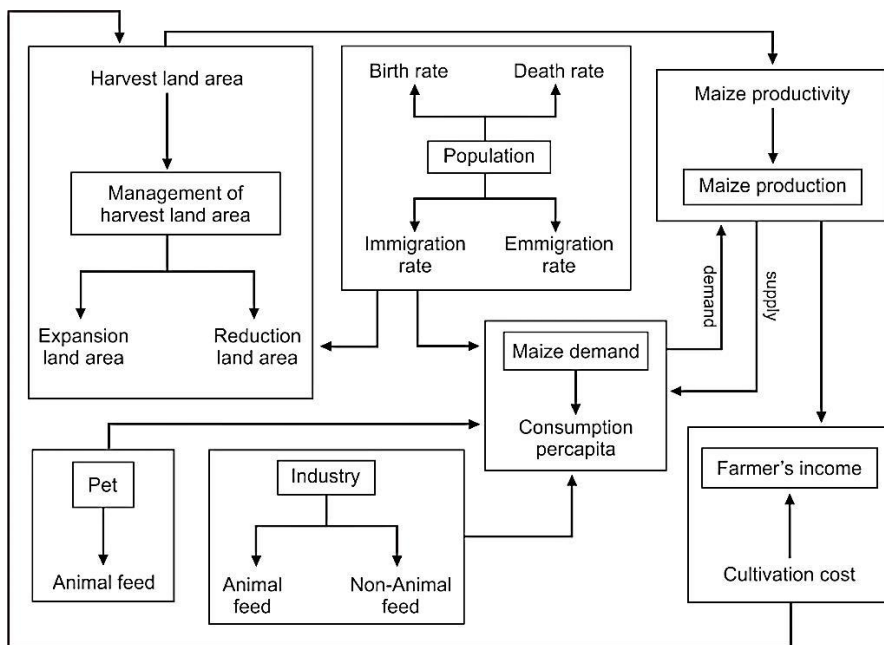 Harvest land area
Management of
harvest land area
Expansion
land area
Reduction
land area
Birth rate
Death rate
Population
Immigration
rate
Emmigration
rate
Maize productivity
Maize production
demand
supply
Maize demand
Consumption
percapita
Pet
Animal feed
Industry
Animal
feed
Non-Animal
feed
Farmer's income
Cultivation cost